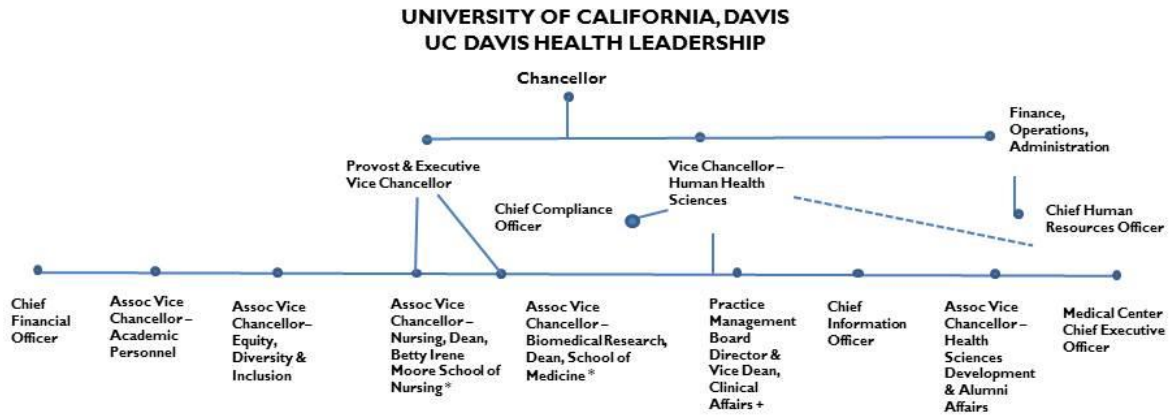 UNIVERSITY OF CALIFORNIA, DAVIS
UC DAVIS HEALTH LEADERSHIP
Chancellor
Finance,
Operations,
Administration
Provost & Executive
Vice Chancellor
Vice Chancellor –
Human Health
Sciences
Chief Compliance
Officer
Chief Human
Resources Officer
Chief
Financial
Officer
Assoc Vice
Chancellor –
Academic
Personnel
Assoc Vice
Chancellor–
Equity,
Diversity &
Inclusion
Assoc Vice
Chancellor –
Nursing, Dean,
Betty Irene
Moore School of
Nursing *
Assoc Vice
Chancellor –
Biomedical Research,
Dean, School of
Medicine *
Practice
Management
Board
Director &
Vice Dean,
Clinical
Affairs +
Chief
Information
Officer
Assoc Vice
Chancellor –
Health
Sciences
Development
& Alumni
Affairs
Medical Center
Chief Executive
Officer